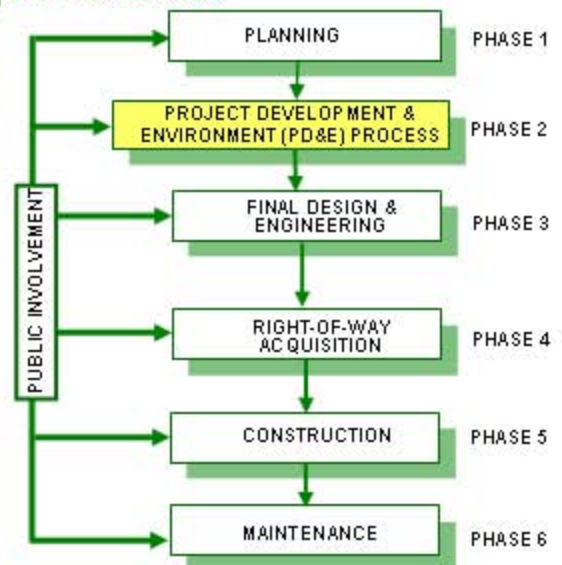 PLANNING
PHASE 1
PROJECT DEVELOPMENT &
ENVIRONMENT (PD&E) PROCESS
PHASE 2
FINAL DESIGN &
ENGINEERING
PHASE 3
PUBLIC INVOLVEMENT
RIGHT-OF-WAY
ACQUISITION
PHASE 4
CONSTRUCTION
PHASE 5
MAINTENANCE
PHASE 6